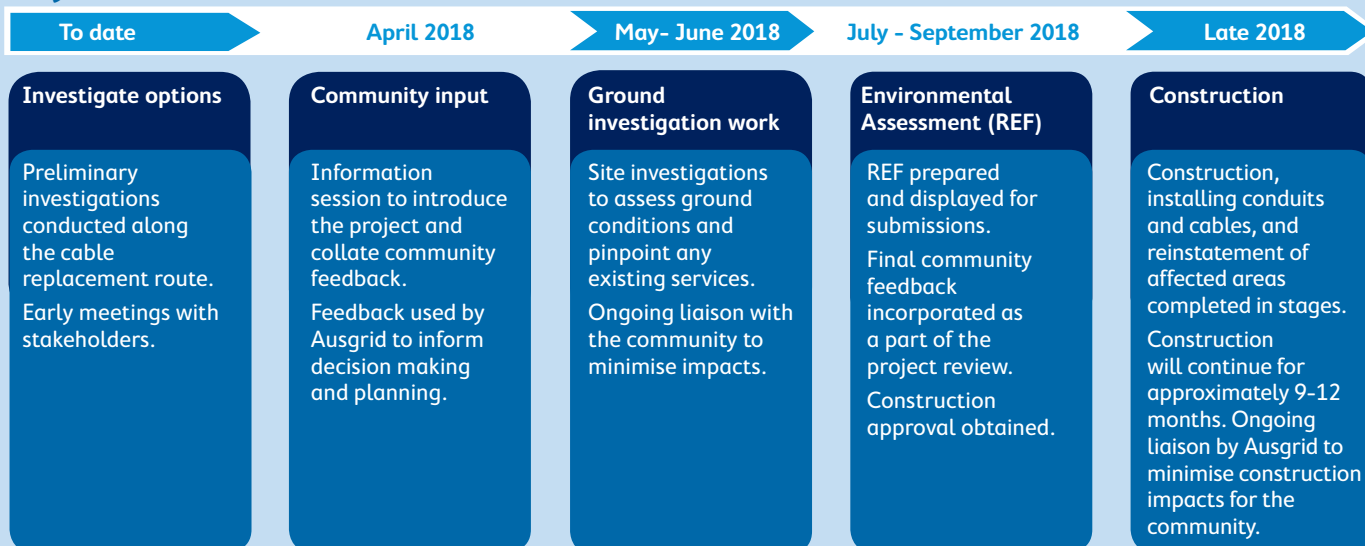 To date
April 2018
May- June 2018
July - September 2018
Late 2018
Investigate options
Preliminary
investigations
conducted along
the cable
replacement route.
Early meetings with
stakeholders.
Community input
Information
session to introduce
the project and
collate community
feedback.
Feedback used by
Ausgrid to inform
decision making
and planning.
Ground
investigation work
Site investigations
to assess ground
conditions and
pinpoint any
existing services.
Ongoing liaison with
the community to
minimise impacts.
Environmental
Assessment (REF)
REF prepared
and displayed for
submissions.
Final community
feedback
incorporated as
a part of the
project review.
Construction
approval obtained.
Construction
Construction,
installing conduits
and cables, and
reinstatement of
affected areas
completed in stages.
Construction
will continue for
approximately 9-12
months. Ongoing
liaison by Ausgrid to
minimise construction
impacts for the
community.